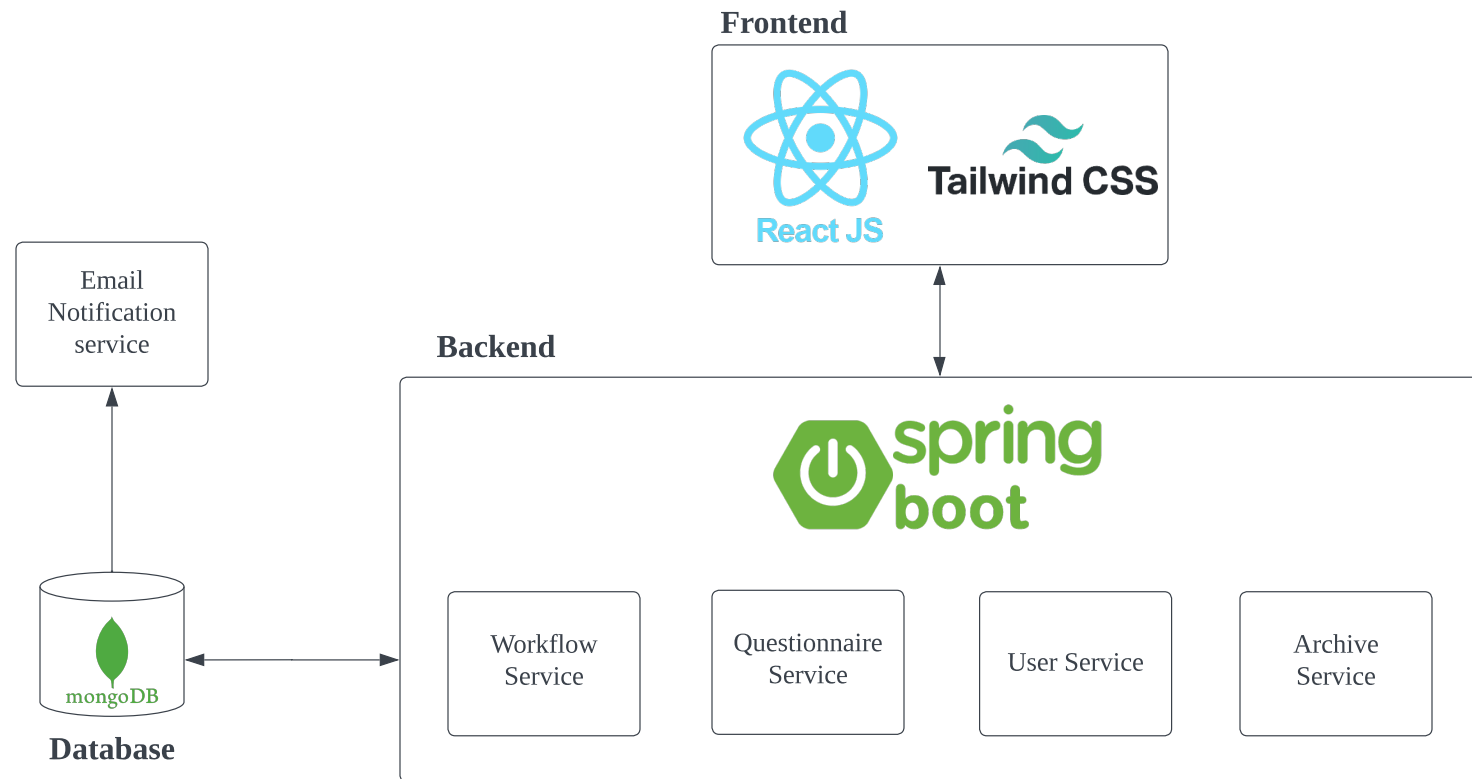 Frontend
React JS
Tailwind CSS
Email
Notification
service
Backend
spring
boot
Workflow
Service
Questionnaire
Service
User Service
Archive
Service
mongoDB
Database